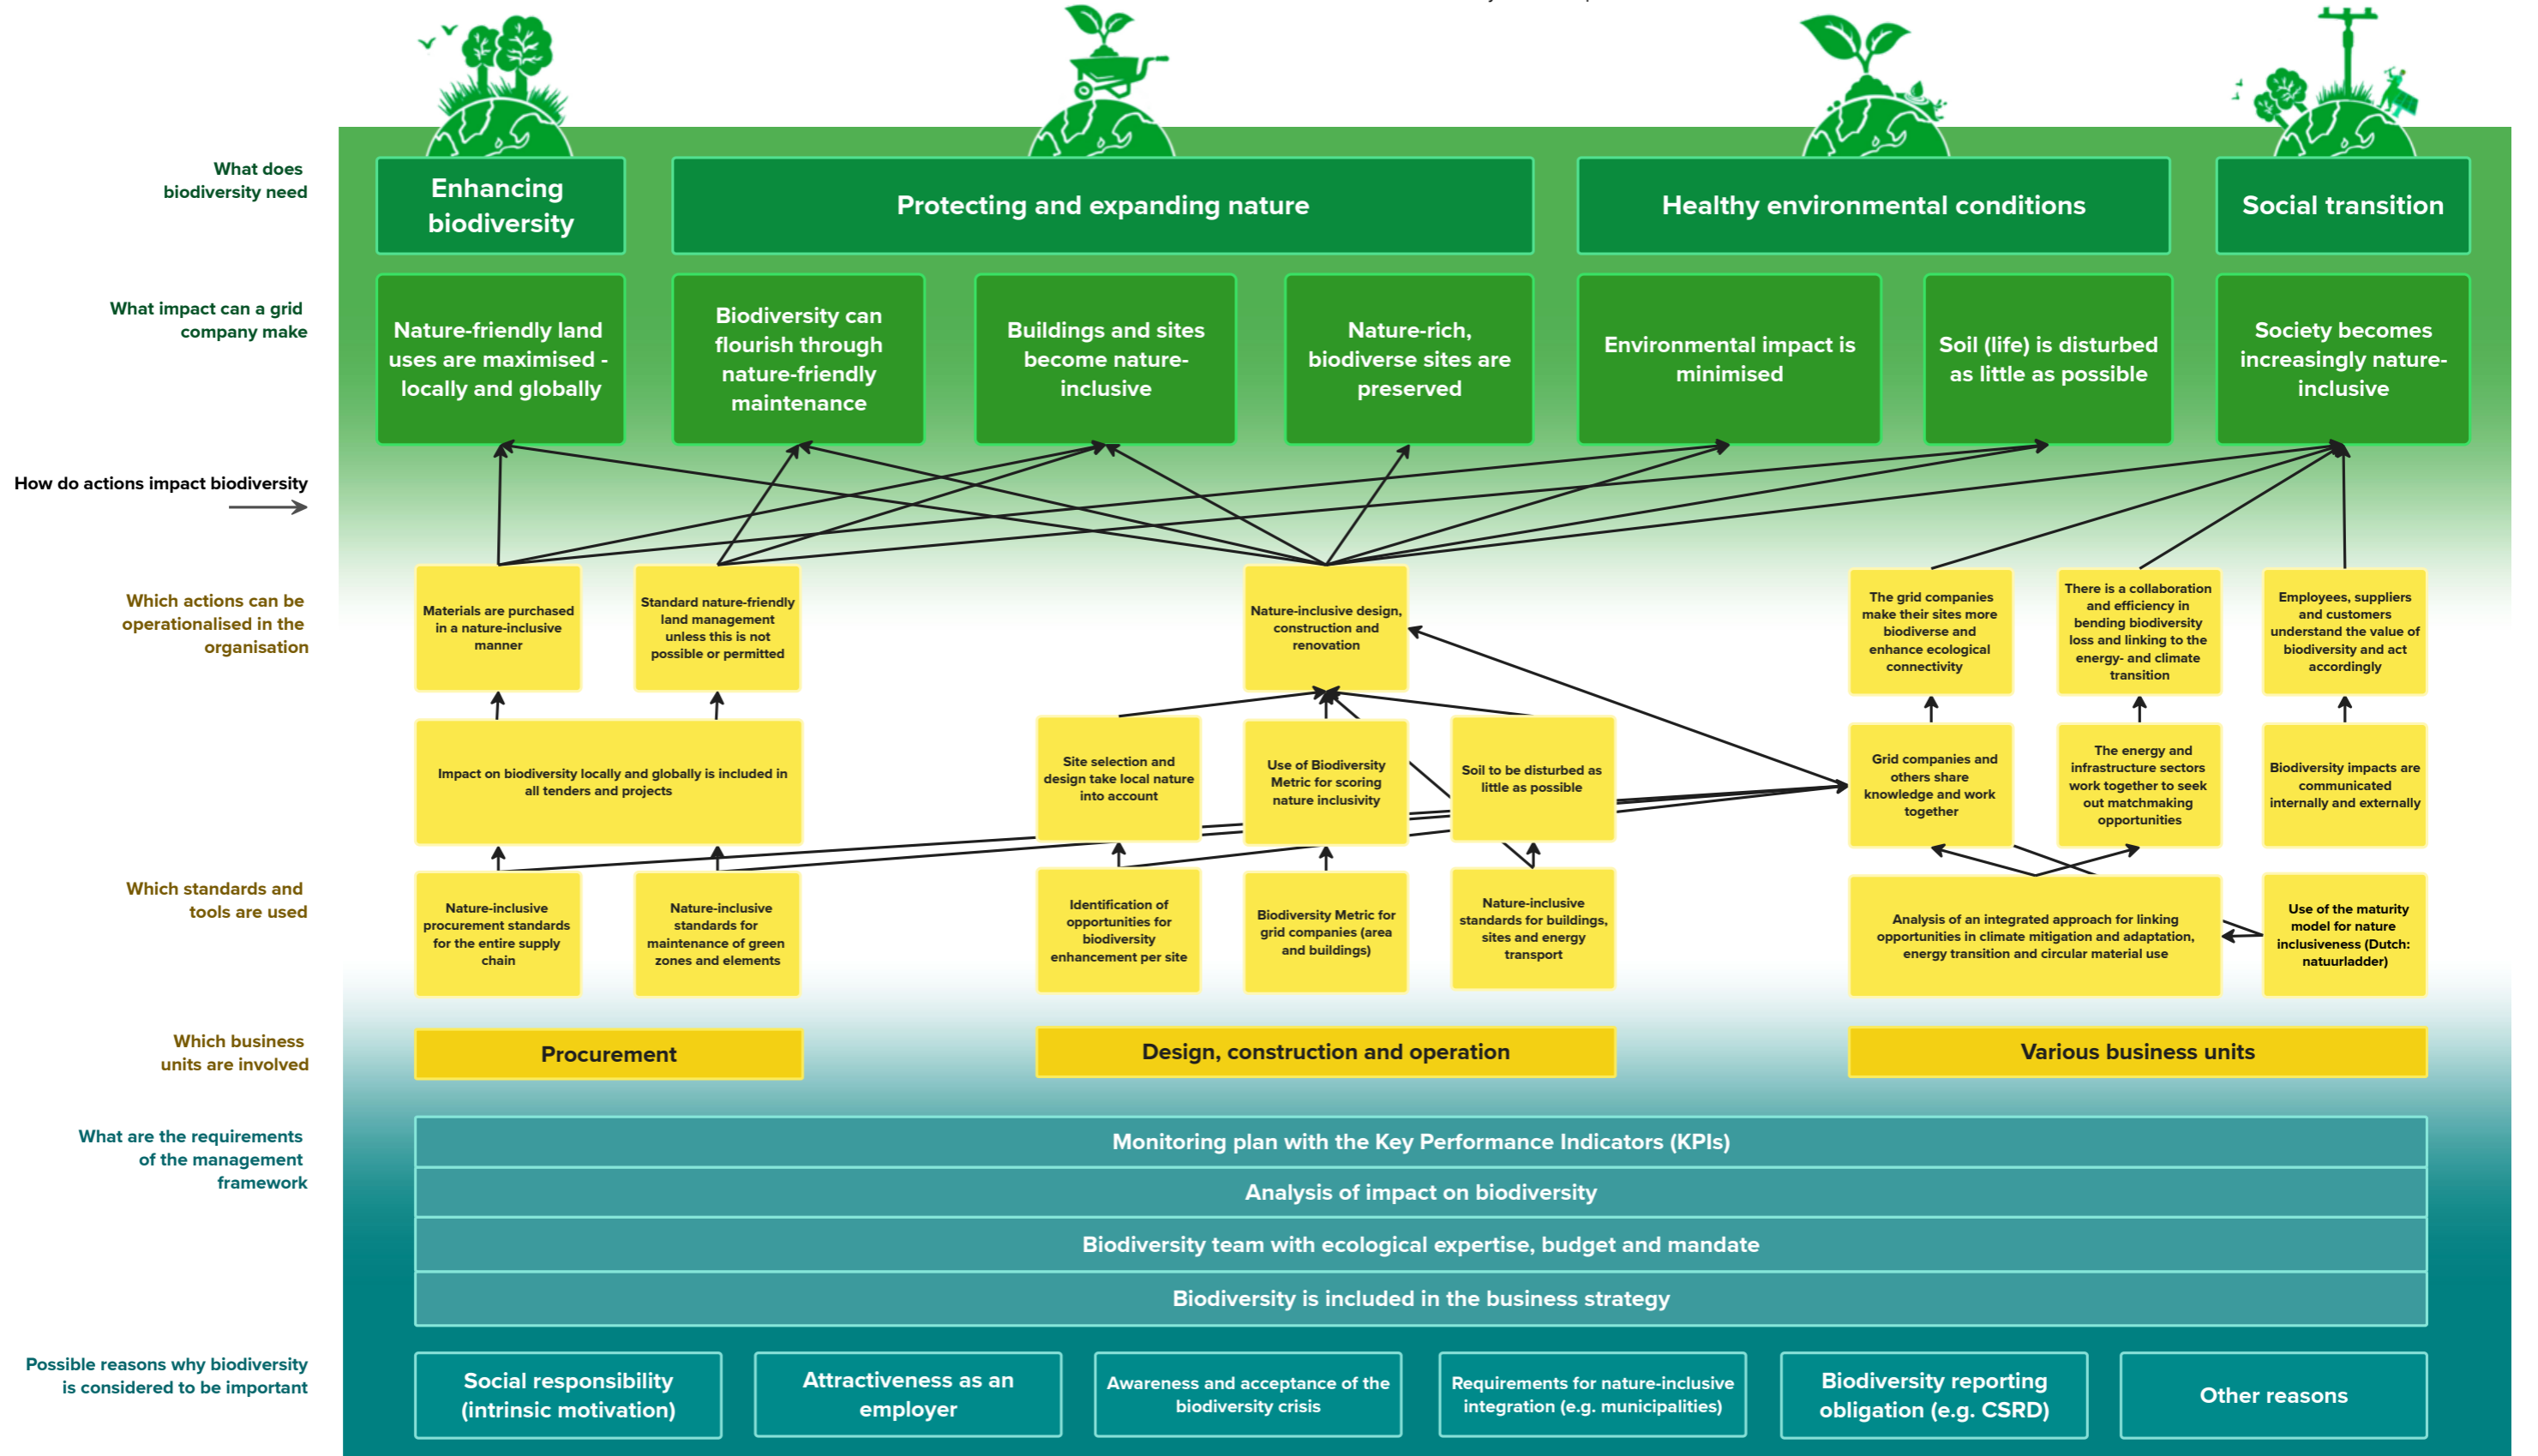 What does
biodiversity need
Enhancing
biodiversity
Protecting and expanding nature
Healthy environmental conditions
Social transition
What impact can a grid
company make
Nature-friendly land
uses are maximised -
locally and globally
Biodiversity can
flourish through
nature-friendly
maintenance
Buildings and sites
become nature-
inclusive
Nature-rich,
biodiverse sites are
preserved
Environmental impact is
minimised
Soil (life) is disturbed
as little as possible
Society becomes
increasingly nature-
inclusive
How do actions impact biodiversity
Which actions can be
operationalised in the
organisation
Materials are purchased
in a nature-inclusive
manner
Standard nature-friendly
land management
unless this is not
possible or permitted
Nature-inclusive design,
construction and
renovation
The grid companies
make their sites more
biodiverse and
enhance ecological
connectivity
There is a collaboration
and efficiency in
bending biodiversity
loss and linking to the
energy- and climate
transition
Employees, suppliers
and customers
understand the value of
biodiversity and act
accordingly
Impact on biodiversity locally and globally is included in
all tenders and projects
Site selection and
design take local nature
into account
Use of Biodiversity
Metric for scoring
nature inclusivity
Soil to be disturbed as
little as possible
Grid companies and
others share
knowledge and work
together
The energy and
infrastructure sectors
work together to seek
out matchmaking
opportunities
Biodiversity impacts are
communicated
internally and externally
Which standards and
tools are used
Nature-inclusive
procurement standards
for the entire supply
chain
Nature-inclusive
standards for
maintenance of green
zones and elements
Identification of
opportunities for
biodiversity
enhancement per site
Biodiversity Metric for
grid companies (area
and buildings)
Nature-inclusive
standards for buildings,
sites and energy
transport
Analysis of an integrated approach for linking
opportunities in climate mitigation and adaptation,
energy transition and circular material use
Use of the maturity
model for nature
inclusiveness (Dutch:
natuurladder)
Which business
units are involved
Procurement
Design, construction and operation
Various business units
What are the requirements
of the management
framework
Monitoring plan with the Key Performance Indicators (KPIs)
Analysis of impact on biodiversity
Biodiversity team with ecological expertise, budget and mandate
Biodiversity is included in the business strategy
Possible reasons why biodiversity
is considered to be important
Social responsibility
(intrinsic motivation)
Attractiveness as an
employer
Awareness and acceptance of the
biodiversity crisis
Requirements for nature-inclusive
integration (e.g. municipalities)
Biodiversity reporting
obligation (e.g. CSRD)
Other reasons